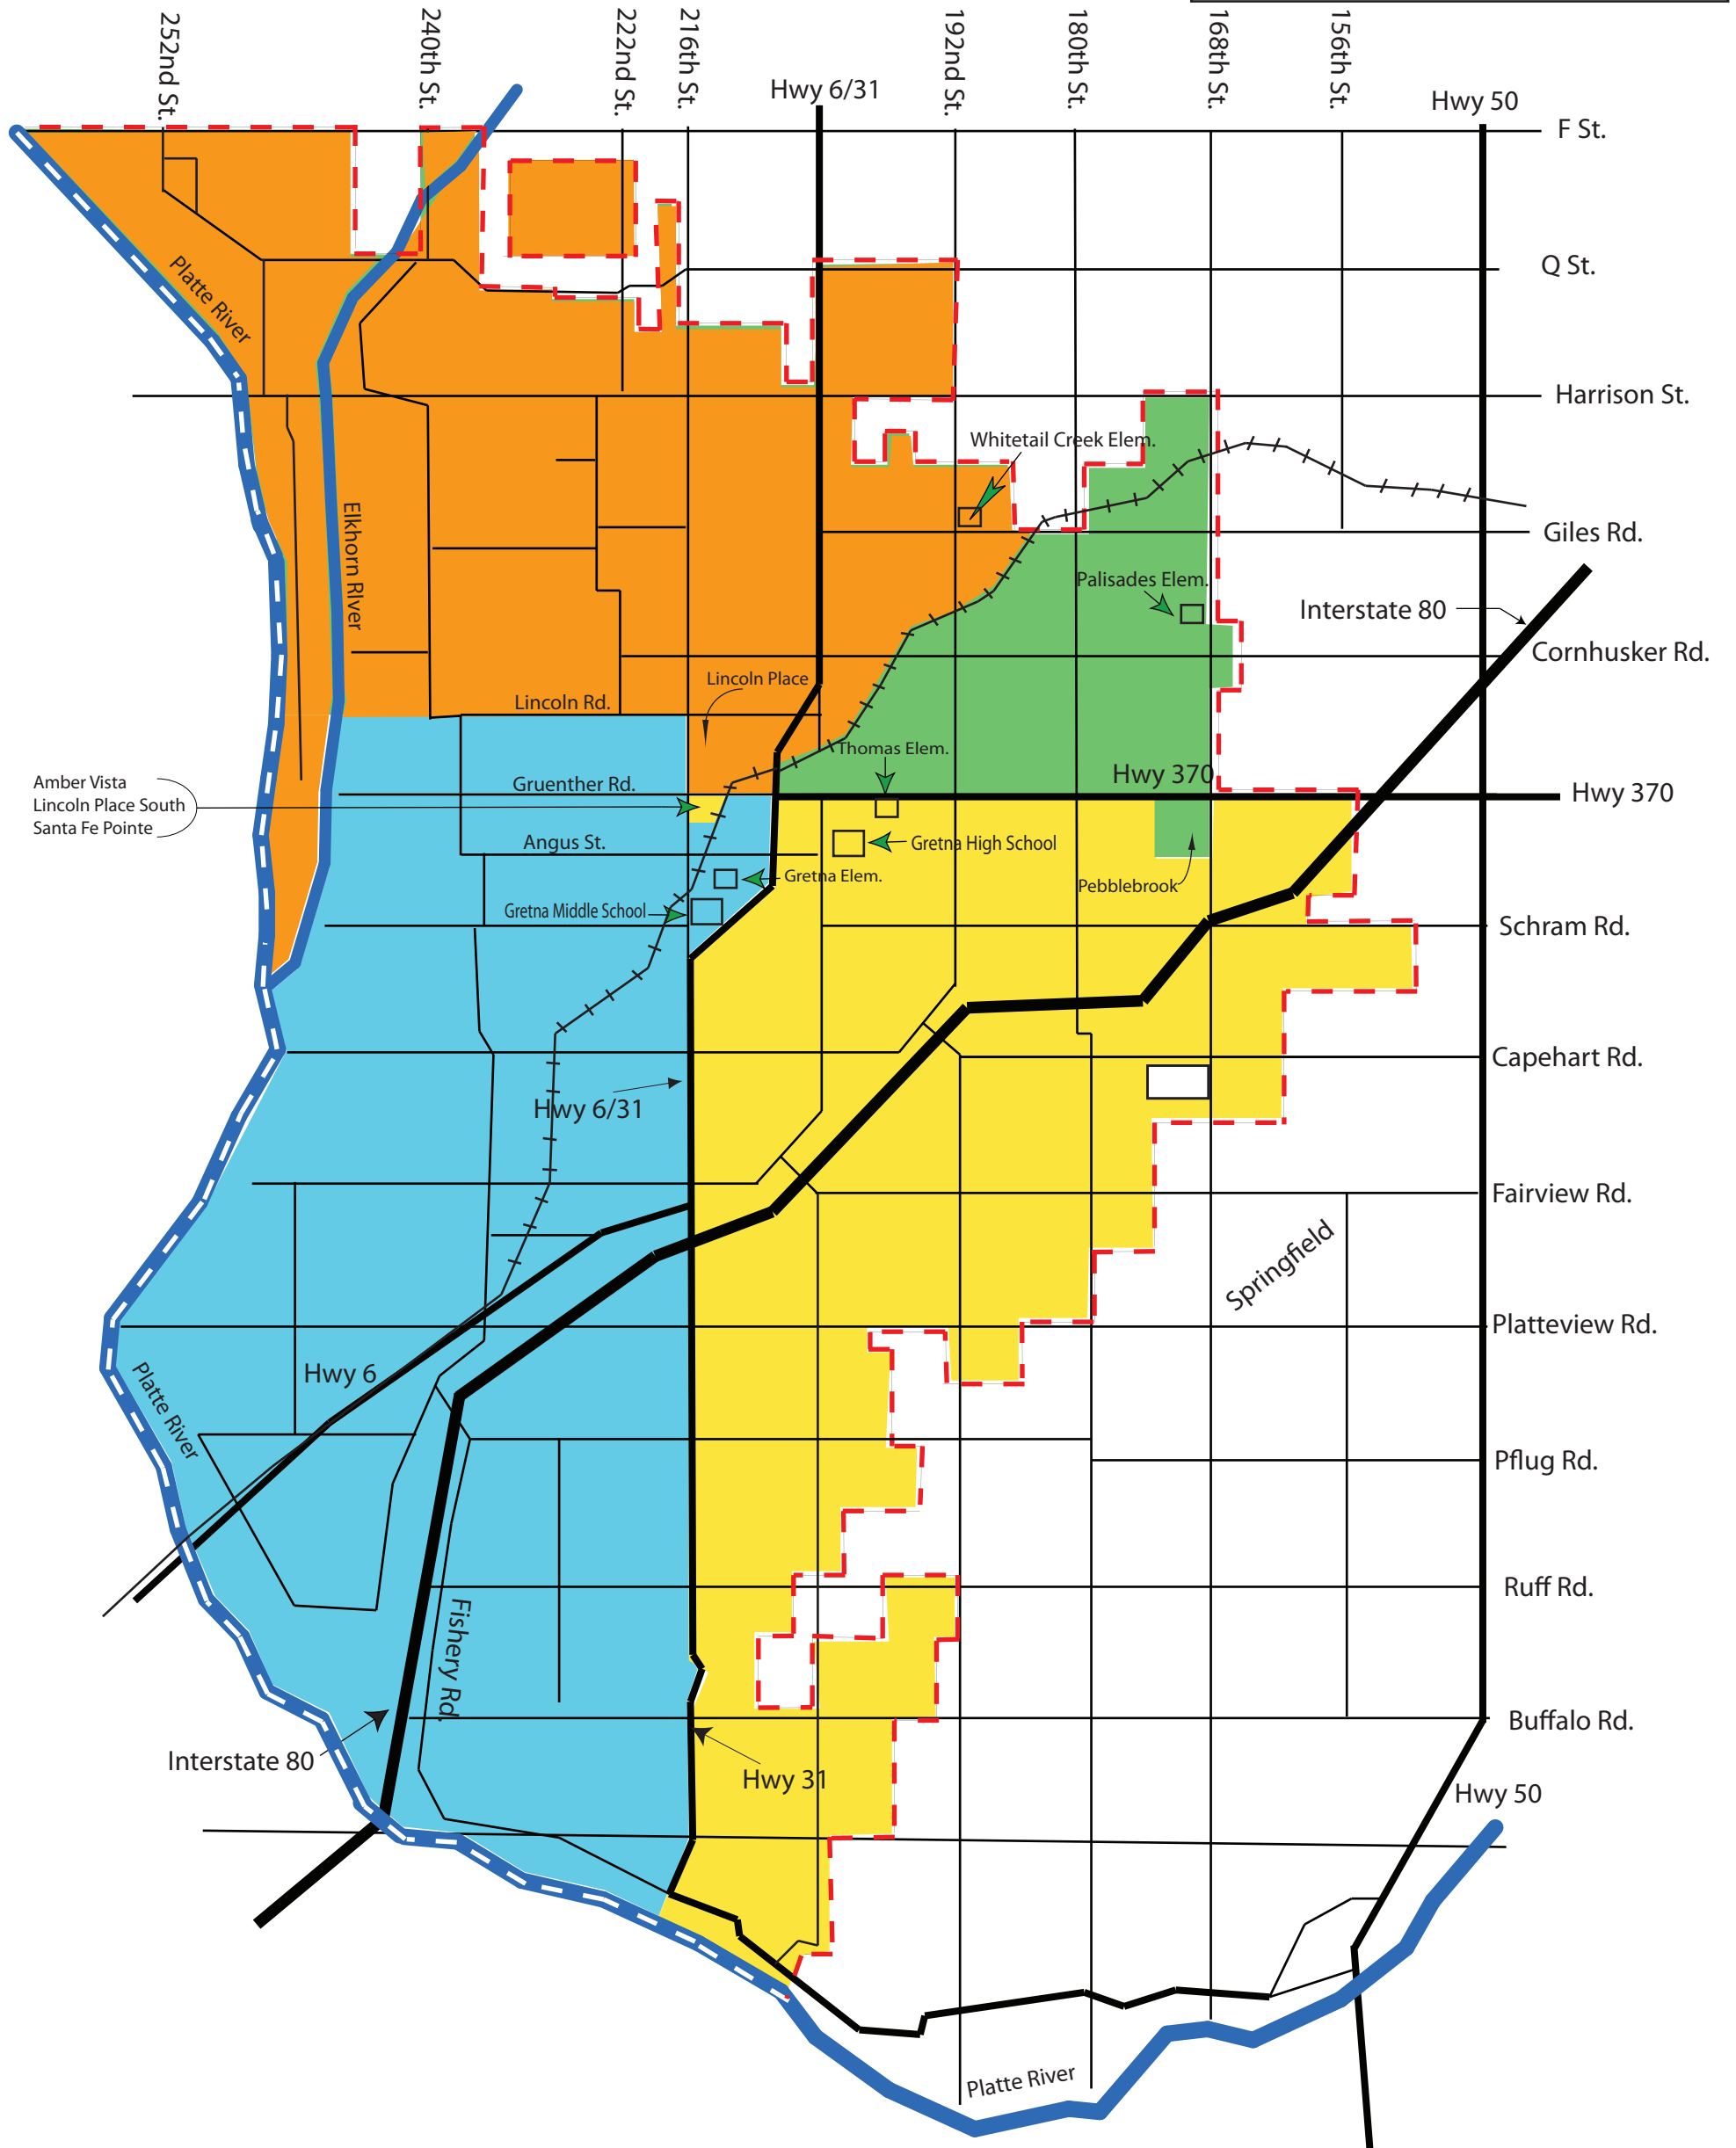 252nd St.
240th St.
222nd St.
216th St.
Hwy 6/31
192nd St.
180th St.
168th St.
156th St.
Hwy 50
F St.
Q St.
Platte River
Harrison St.
Whitetail Creek Elem.
Giles Rd.
Elkhorn RIver
Palisades Elem.
Interstate 80
Cornhusker Rd.
Lincoln Place
Lincoln Rd.
Thomas Elem.
Hwy 370
Hwy 370
Amber Vista
Lincoln Place South
Santa Fe Pointe
Gruenther Rd.
Angus St.
Gretna High School
Gretna Elem.
Pebblebrook
Gretna Middle School
Schram Rd.
Capehart Rd.
Hwy 6/31
Fairview Rd.
Springfield
Platteview Rd.
Hwy 6
Platte River
Pflug Rd.
Ruff Rd.
Fishery Rd.
Buffalo Rd.
Interstate 80
Hwy 31
Hwy 50
Platte River